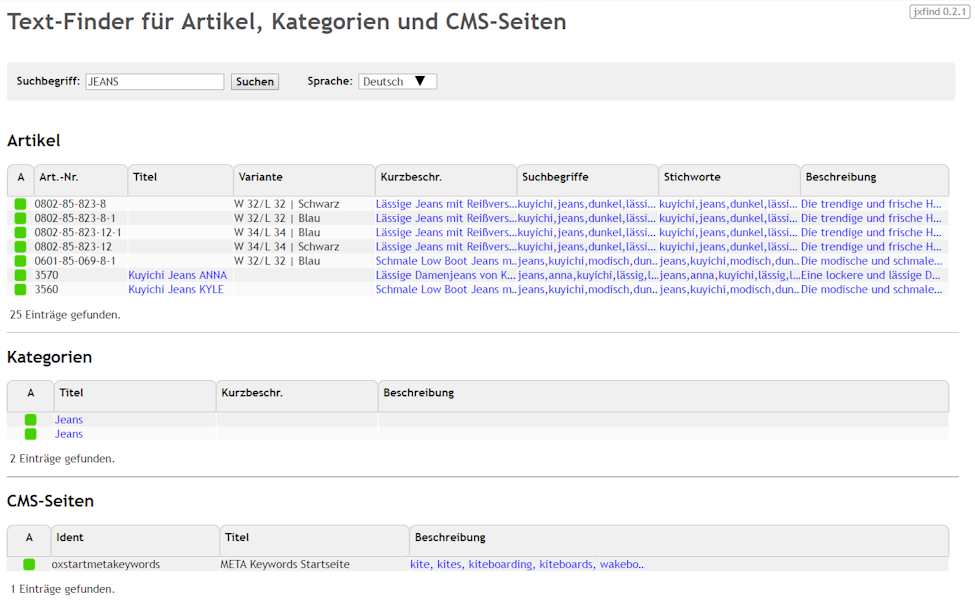 Text-Finder für Artikel, Kategorien und CMS-Seiten
jxfind 0.2.1
Suchbegriff: JEANS Suchen Sprache: Deutsch ▼
Artikel
A Art.-Nr. Titel Variante Kurzbeschr. Suchbegriffe Stichworte Beschreibung
0802-85-823-8 W 32/L 32 | Schwarz Lässige Jeans mit Reißvers... kuyichi,jeans,dunkel,lässi... kuyichi,jeans,dunkel,lässi... Die trendige und frische H...
0802-85-823-8-1 W 32/L 32 | Blau Lässige Jeans mit Reißvers... kuyichi,jeans,dunkel,lässi... kuyichi,jeans,dunkel,lässi... Die trendige und frische H...
0802-85-823-12-1 W 34/L 34 | Blau Lässige Jeans mit Reißvers... kuyichi,jeans,dunkel,lässi... kuyichi,jeans,dunkel,lässi... Die trendige und frische H...
0802-85-823-12 W 34/L 34 | Schwarz Lässige Jeans mit Reißvers... kuyichi,jeans,dunkel,lässi... kuyichi,jeans,dunkel,lässi... Die trendige und frische H...
0601-85-069-8-1 W 32/L 32 | Blau Schmale Low Boot Jeans m.. jeans,kuyichi,modisch,dun.. jeans,kuyichi,modisch,dun.. Die modische und schmale...
3570 Kuyichi Jeans ANNA Lässige Damenjeans von K... jeans,anna,kuyichi,lässig,l... jeans,anna,kuyichi,lässig,l... Eine lockere und lässige D...
3560 Kuyichi Jeans KYLE Schmale Low Boot Jeans m.. jeans,kuyichi,modisch,dun.. jeans,kuyichi,modisch,dun.. Die modische und schmale...
25 Einträge gefunden.
Kategorien
A Titel Kurzbeschr. Beschreibung
Jeans
Jeans
2 Einträge gefunden.
CMS-Seiten
A Ident Titel Beschreibung
oxstartmetakeywords META Keywords Startseite kite, kites, kiteboarding, kiteboards, wakebo..
1 Einträge gefunden.